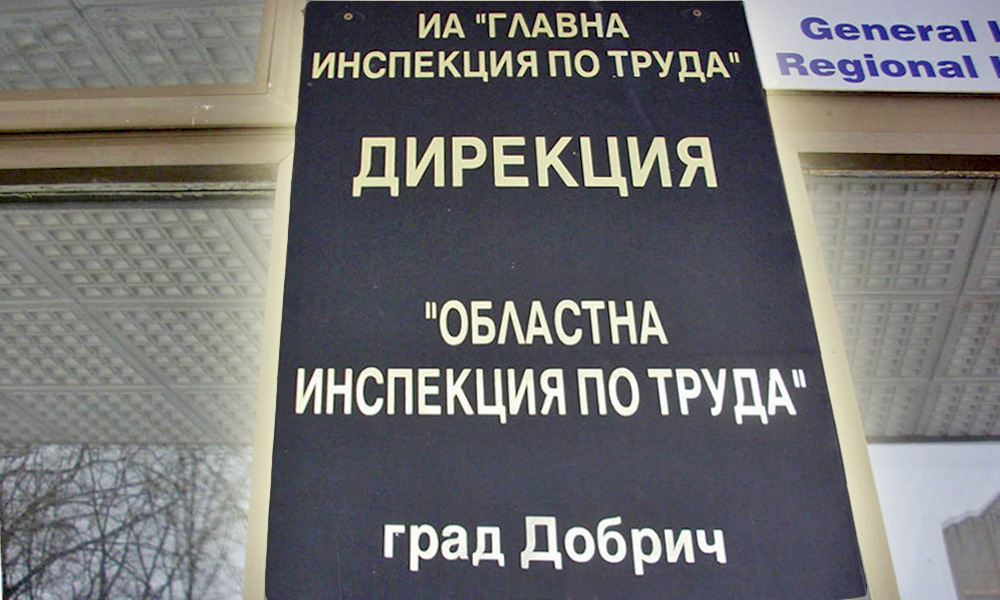 ИА "ГЛАВНА
ИНСПЕКЦИЯ ПО ТРУДА"
ДИРЕКЦИЯ
"ОБЛАСТНА
ИНСПЕКЦИЯ ПО ТРУДА"
град Добрич
General
Regional